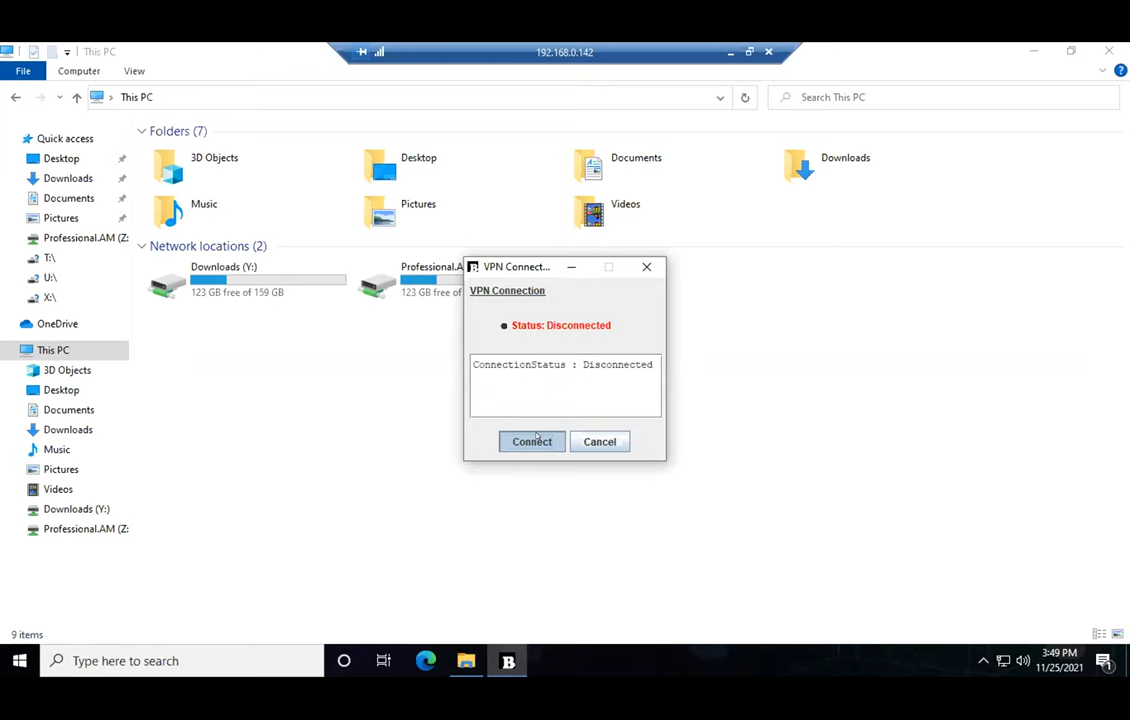 192.168.0.142
This PC
File
Computer
View
This PC
Search This PC
Quick access
Desktop
Downloads
Documents
Pictures
Professional.AM (Z:
T:\
U:\
X:\
OneDrive
This PC
3D Objects
Desktop
Documents
Downloads
Music
Pictures
Videos
Downloads (Y:)
Professional.AM (Z:
Folders (7)
3D Objects
Desktop
Documents
Downloads
Music
Pictures
Videos
Network locations (2)
Downloads (Y:)
123 GB free of 159 GB
Professional.A
123 GB free of
B
VPN Connect...
VPN Connection
Status: Disconnected
ConnectionStatus : Disconnected
Connect
Cancel
9 items
Type here to search
B
3:49 PM
11/25/2021
1